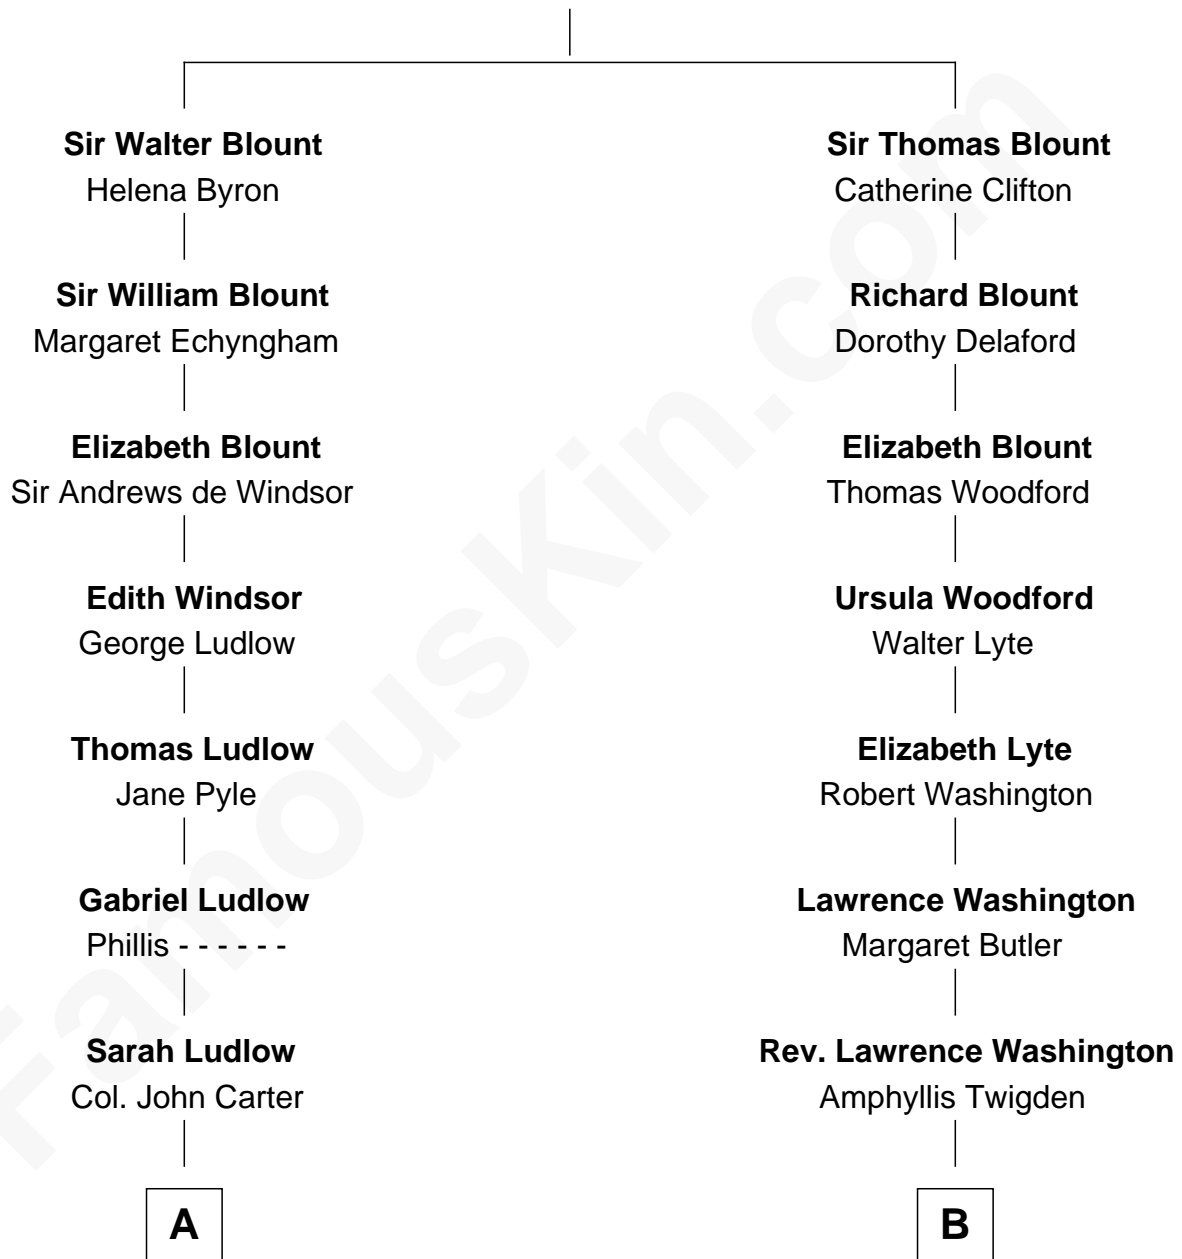 Sir Walter Blount
Helena Byron
Sir Thomas Blount
Catherine Clifton
Sir William Blount
Margaret Echyngham
Richard Blount
Dorothy Delaford
Elizabeth Blount
Sir Andrews de Windsor
Elizabeth Blount
Thomas Woodford
Edith Windsor
George Ludlow
Ursula Woodford
Walter Lyte
Thomas Ludlow
Jane Pyle
Elizabeth Lyte
Robert Washington
Gabriel Ludlow
Phillis - - - - - -
Lawrence Washington
Margaret Butler
Sarah Ludlow
Col. John Carter
Rev. Lawrence Washington
Amphyllis Twigden
A
B
FamousKin.com